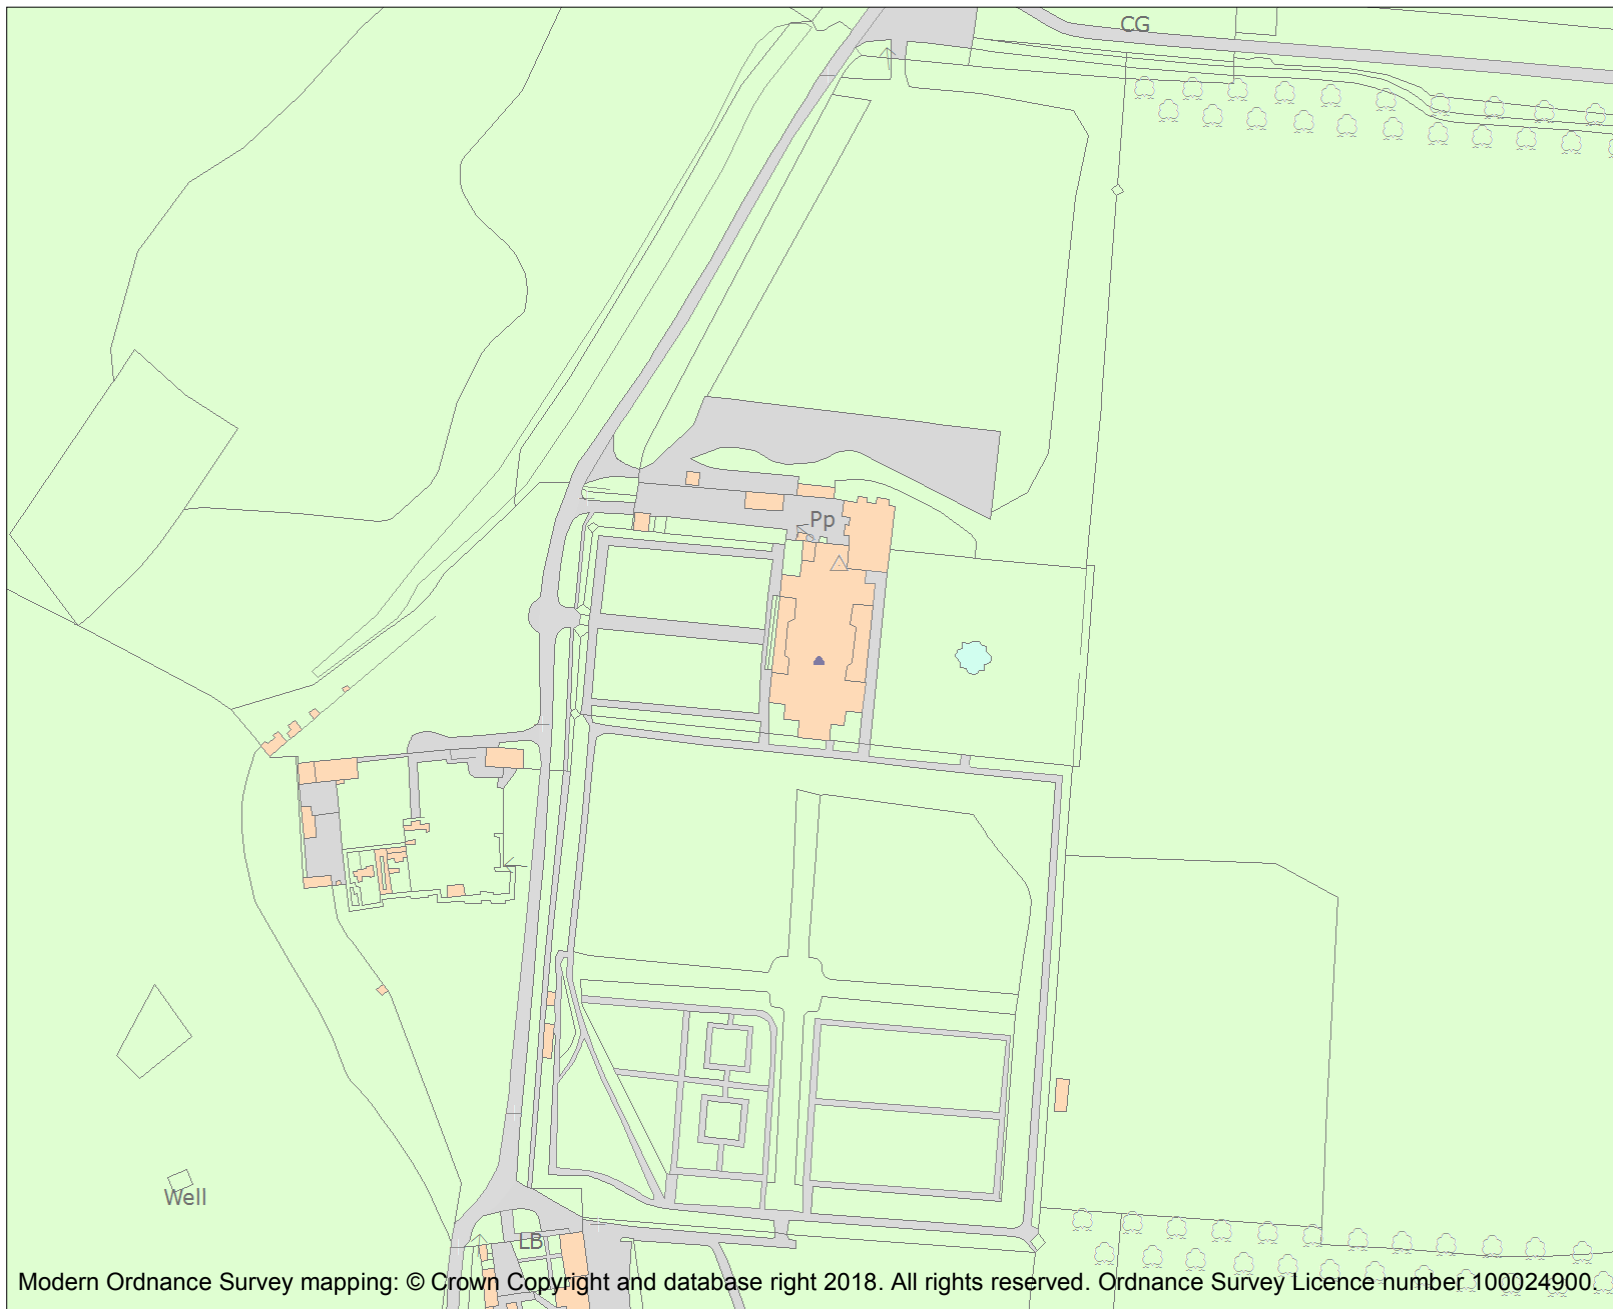 CG
Pp
Well
LB
Modern Ordnance Survey mapping: © Crown Copyright and database right 2018. All rights reserved. Ordnance Survey Licence number 100024900.